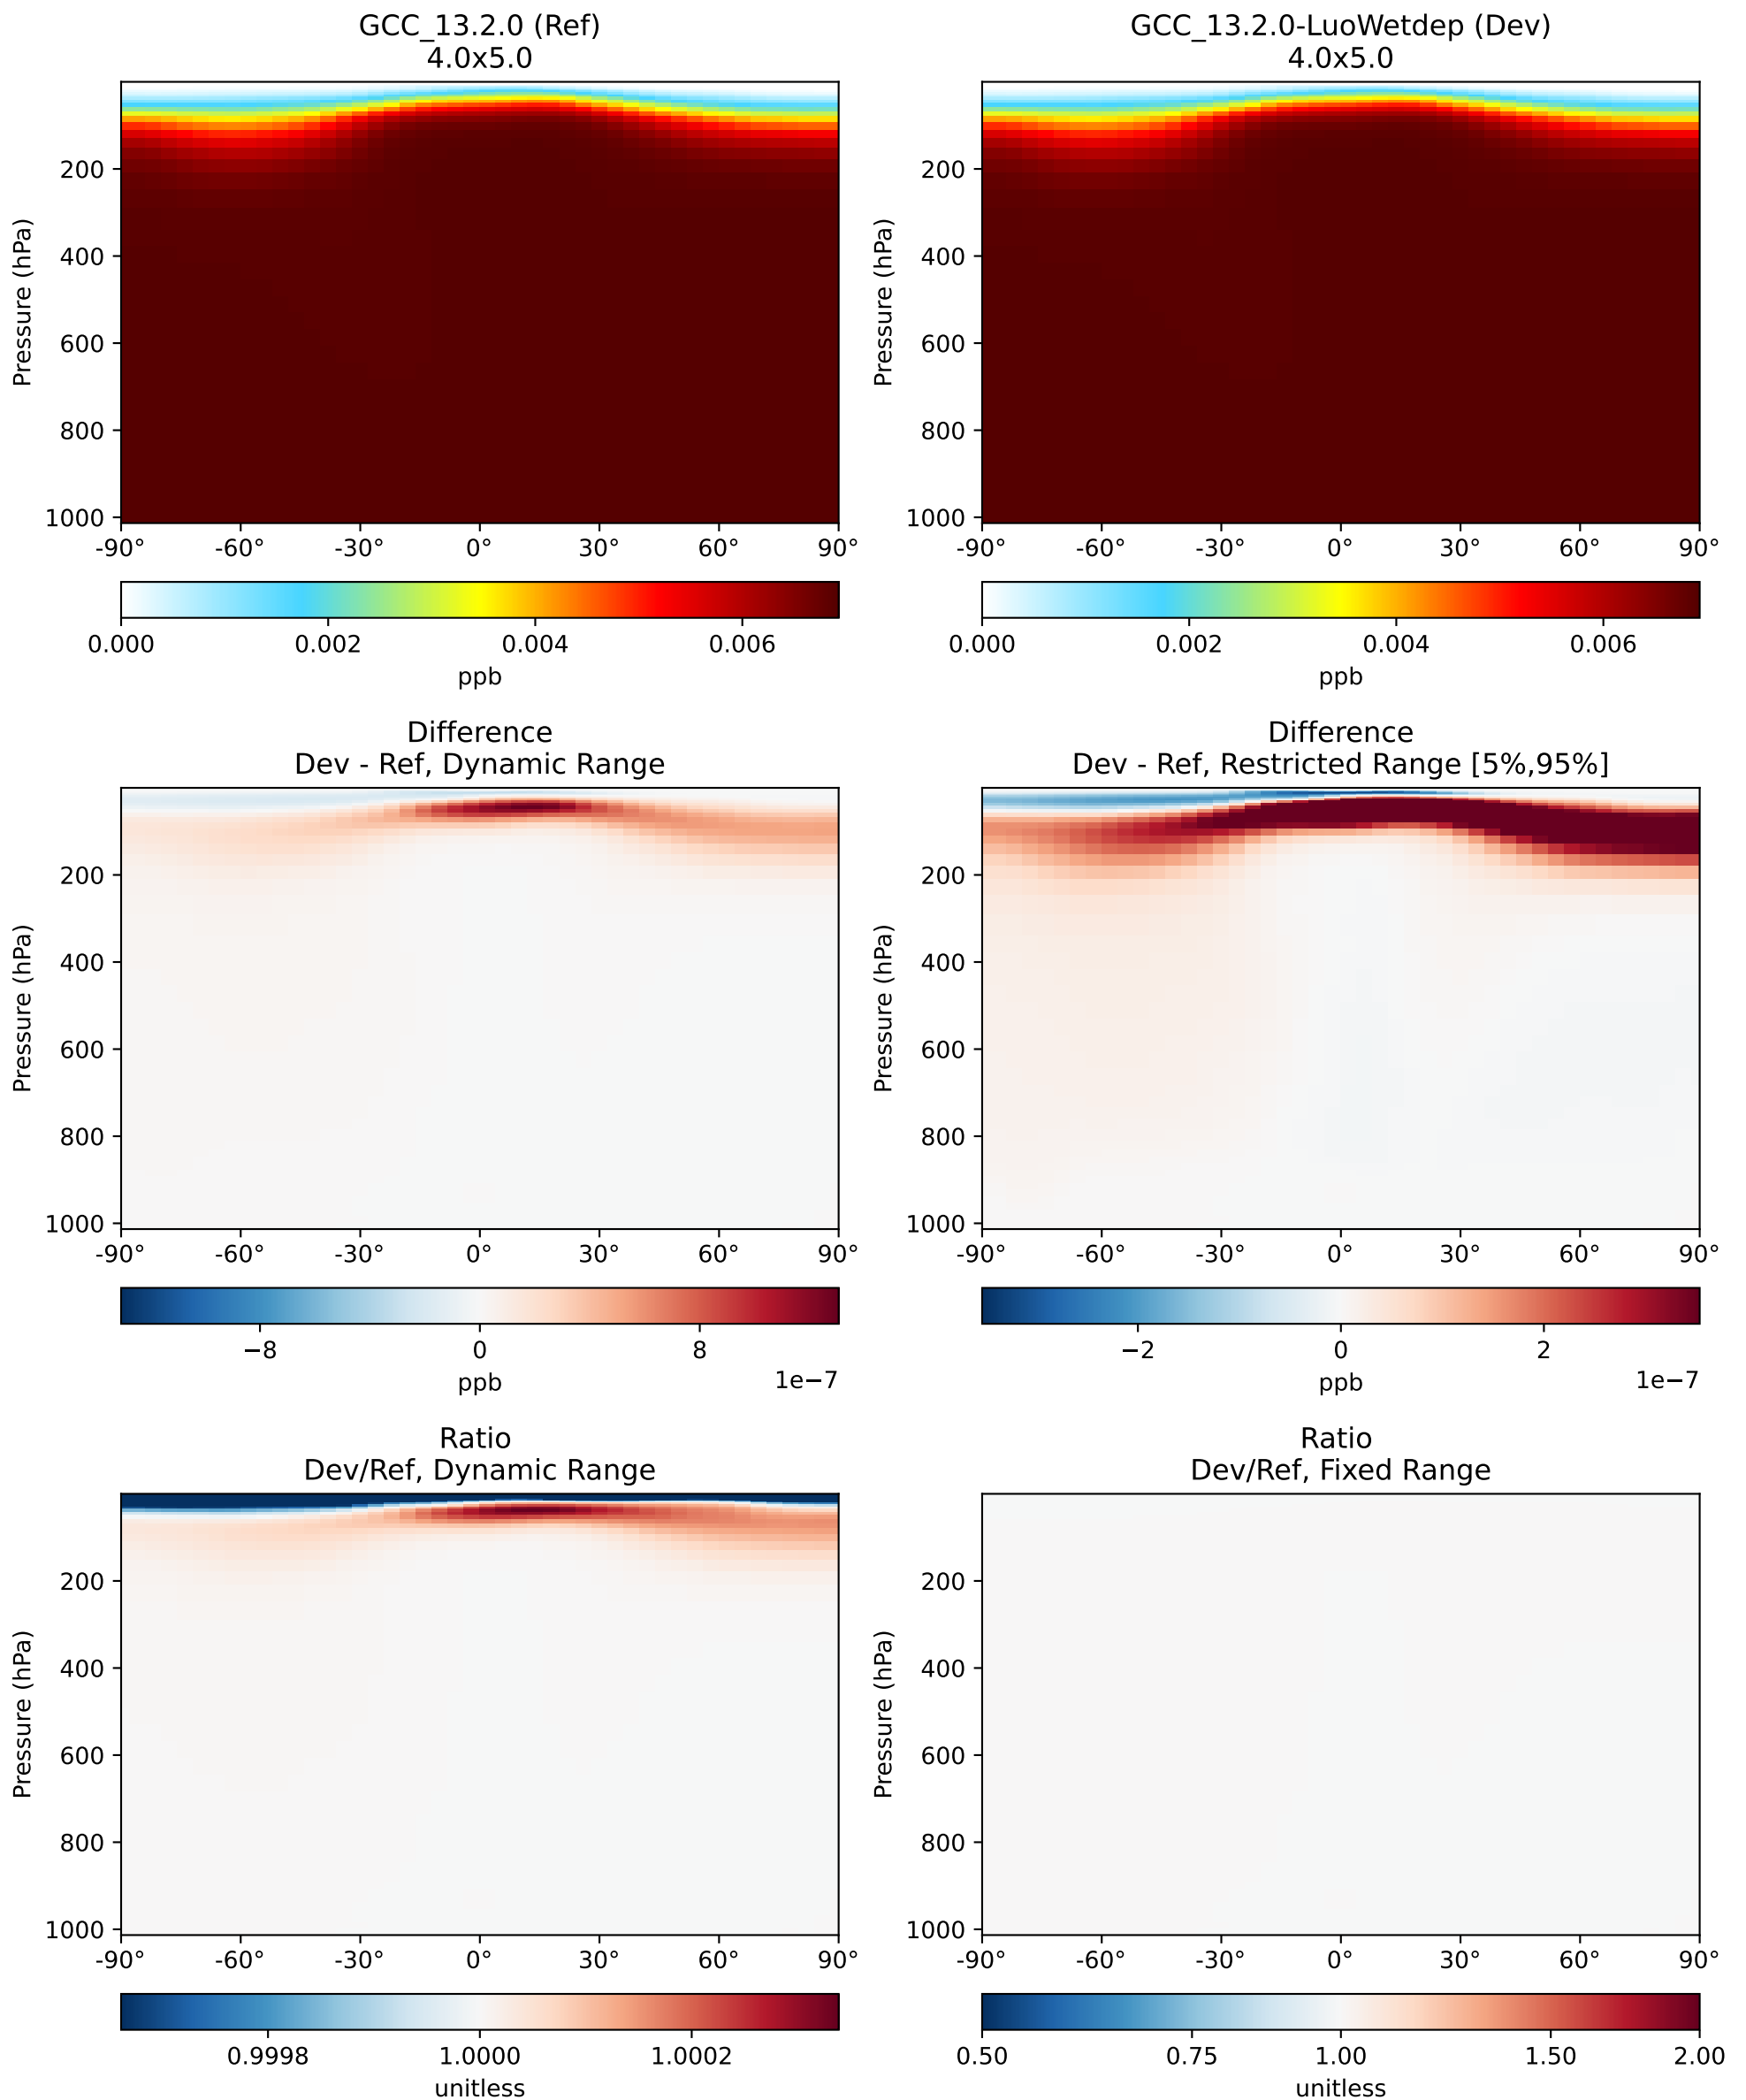 GCC_13.2.0 (Ref)
4.0x5.0
GCC_13.2.0-LuoWetdep (Dev)
4.0x5.0
Pressure (hPa)
200
400
600
800
1000
-90° -60° -30° 0° 30° 60° 90°
0.000 0.002 0.004 0.006
ppb
Pressure (hPa)
200
400
600
800
1000
-90° -60° -30° 0° 30° 60° 90°
0.000 0.002 0.004 0.006
ppb
Difference
Dev - Ref, Dynamic Range
Difference
Dev - Ref, Restricted Range [5%,95%]
Pressure (hPa)
200
400
600
800
1000
-90° -60° -30° 0° 30° 60° 90°
−8 0 8
ppb 1e−7
Pressure (hPa)
200
400
600
800
1000
-90° -60° -30° 0° 30° 60° 90°
−2 0 2
ppb 1e−7
Ratio
Dev/Ref, Dynamic Range
Ratio
Dev/Ref, Fixed Range
Pressure (hPa)
200
400
600
800
1000
-90° -60° -30° 0° 30° 60° 90°
0.9998 1.0000 1.0002
unitless
Pressure (hPa)
200
400
600
800
1000
-90° -60° -30° 0° 30° 60° 90°
0.50 0.75 1.00 1.50 2.00
unitless